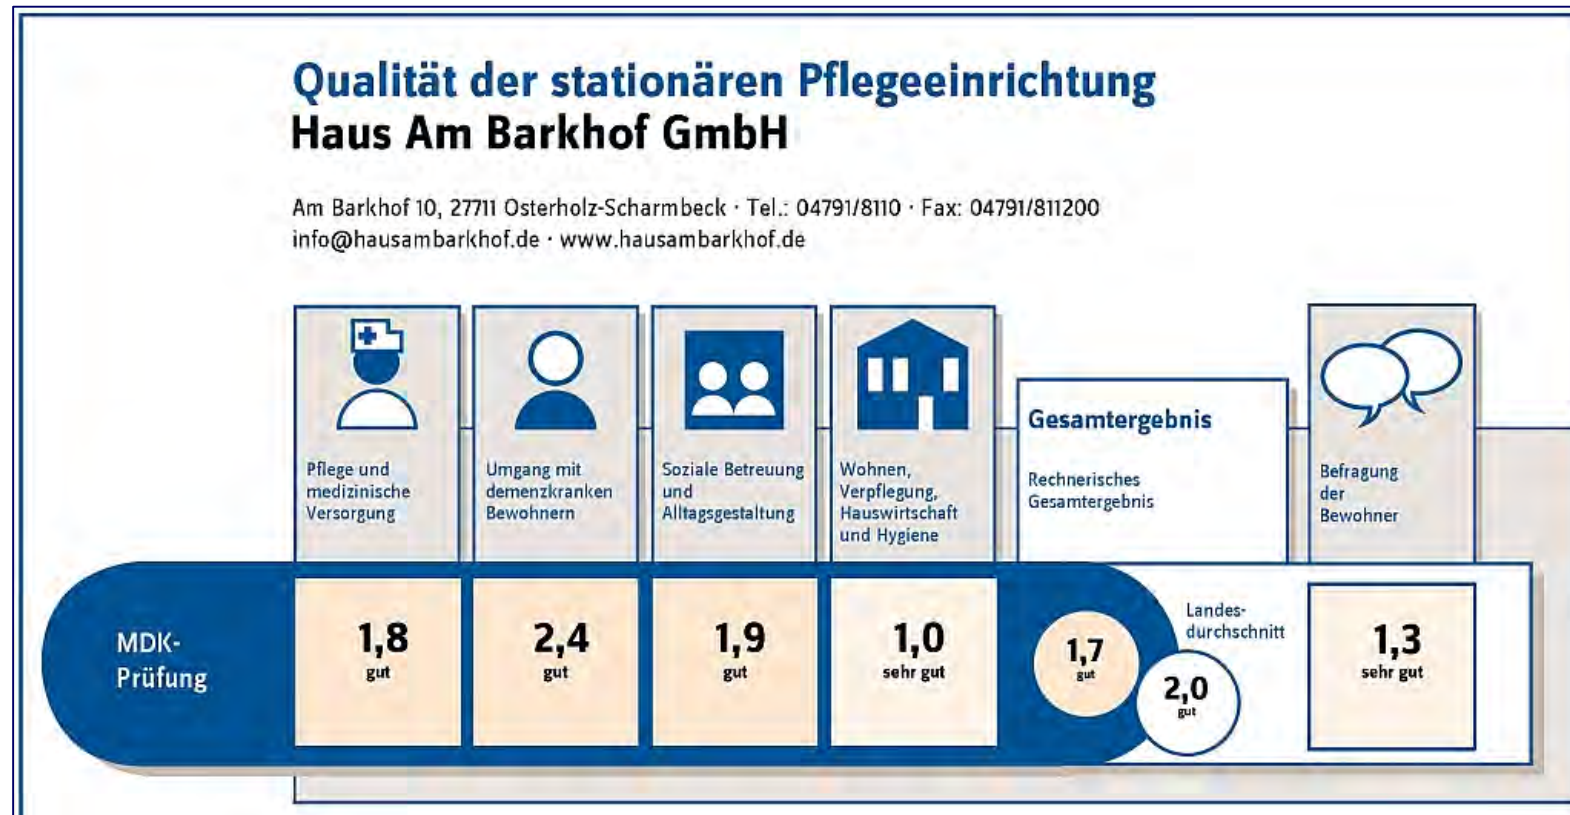 Qualität der stationären Pflegeeinrichtung
Haus Am Barkhof GmbH
Am Barkhof 10, 27711 Osterholz-Scharmbeck · Tel.: 04791/8110 · Fax: 04791/811200
info@hausambarkhof.de · www.hausambarkhof.de
Pflege und
medizinische
Versorgung
Umgang mit
demenzkranken
Bewohnern
Soziale Betreuung
und
Alltagsgestaltung
Wohnen,
Verpflegung,
Hauswirtschaft
und Hygiene
Gesamtergebnis
Rechnerisches
Gesamtergebnis
Befragung
der
Bewohner
MDK-
Prüfung
1,8
gut
2,4
gut
1,9
gut
1,0
sehr gut
1,7
gut
Landes-
durchschnitt
2,0
gut
1,3
sehr gut